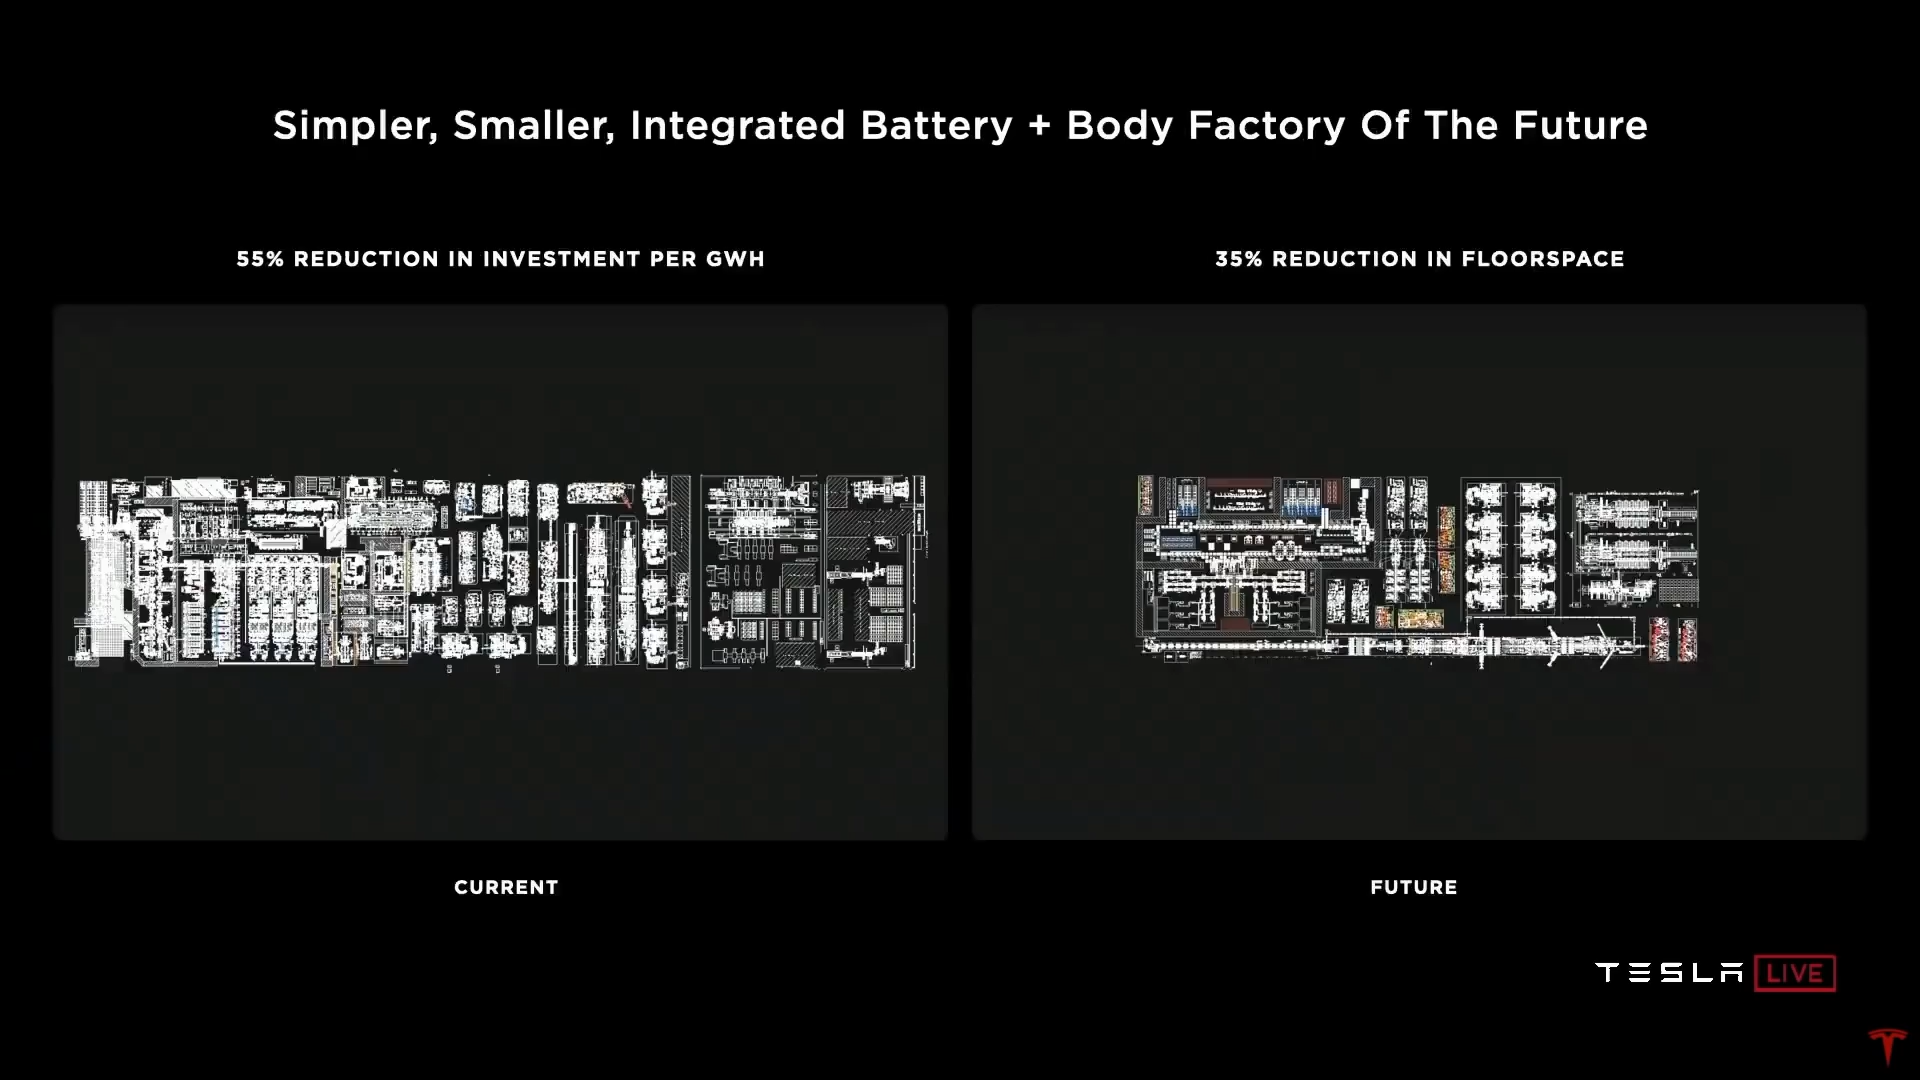 Simpler, Smaller, Integrated Battery + Body Factory Of The Future
55% REDUCTION IN INVESTMENT PER GWH
35% REDUCTION IN FLOORSPACE
CURRENT
FUTURE
TESLA LIVE